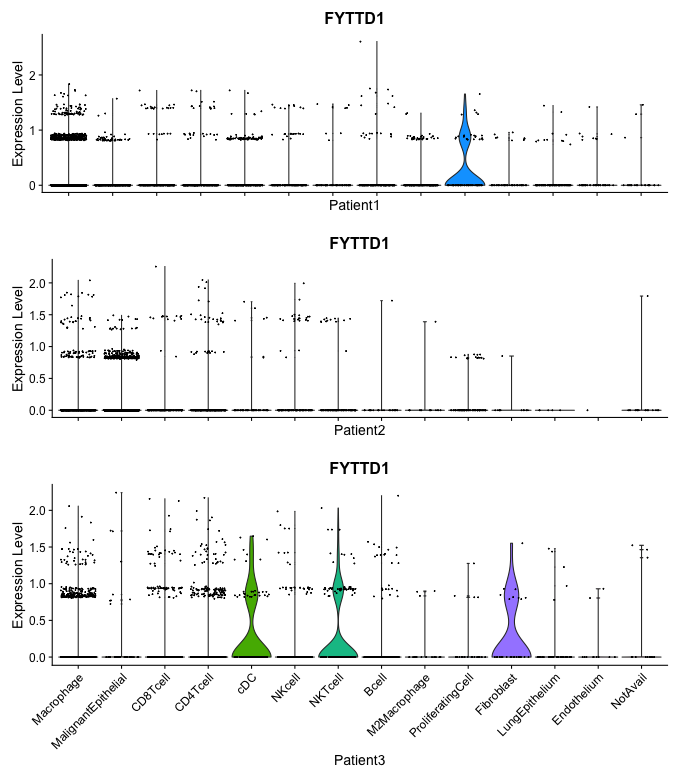 FYTTD1
Expression Level
2
1
0
Patient1
FYTTD1
Expression Level
2.0
1.5
1.0
0.5
0.0
Patient2
FYTTD1
Expression Level
2.0
1.5
1.0
0.5
0.0
Macrophage
MalignantEpithelial
CD8Tcell
CD4Tcell
cDC
NKcell
NKTcell
Bcell
M2Macrophage
ProliferatingCell
Fibroblast
LungEpithelium
Endothelium
NotAvail
Patient3